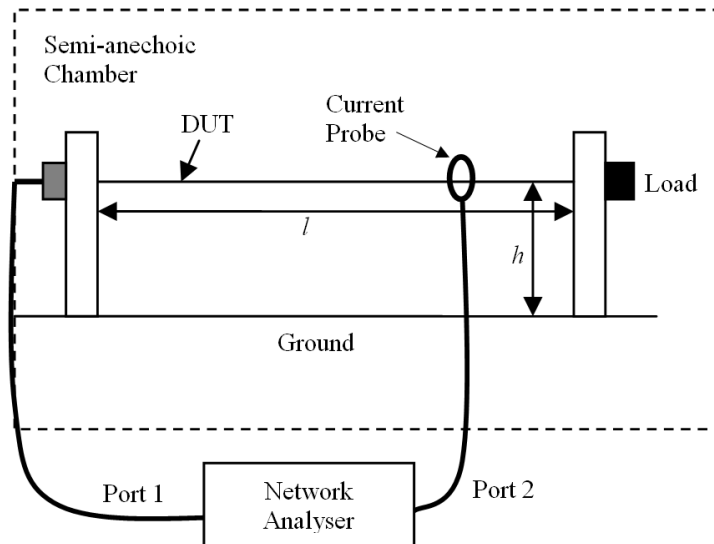 Semi-anechoic
Chamber
DUT
Current
Probe
Load
l
h
Ground
Port 1
Network
Analyser
Port 2